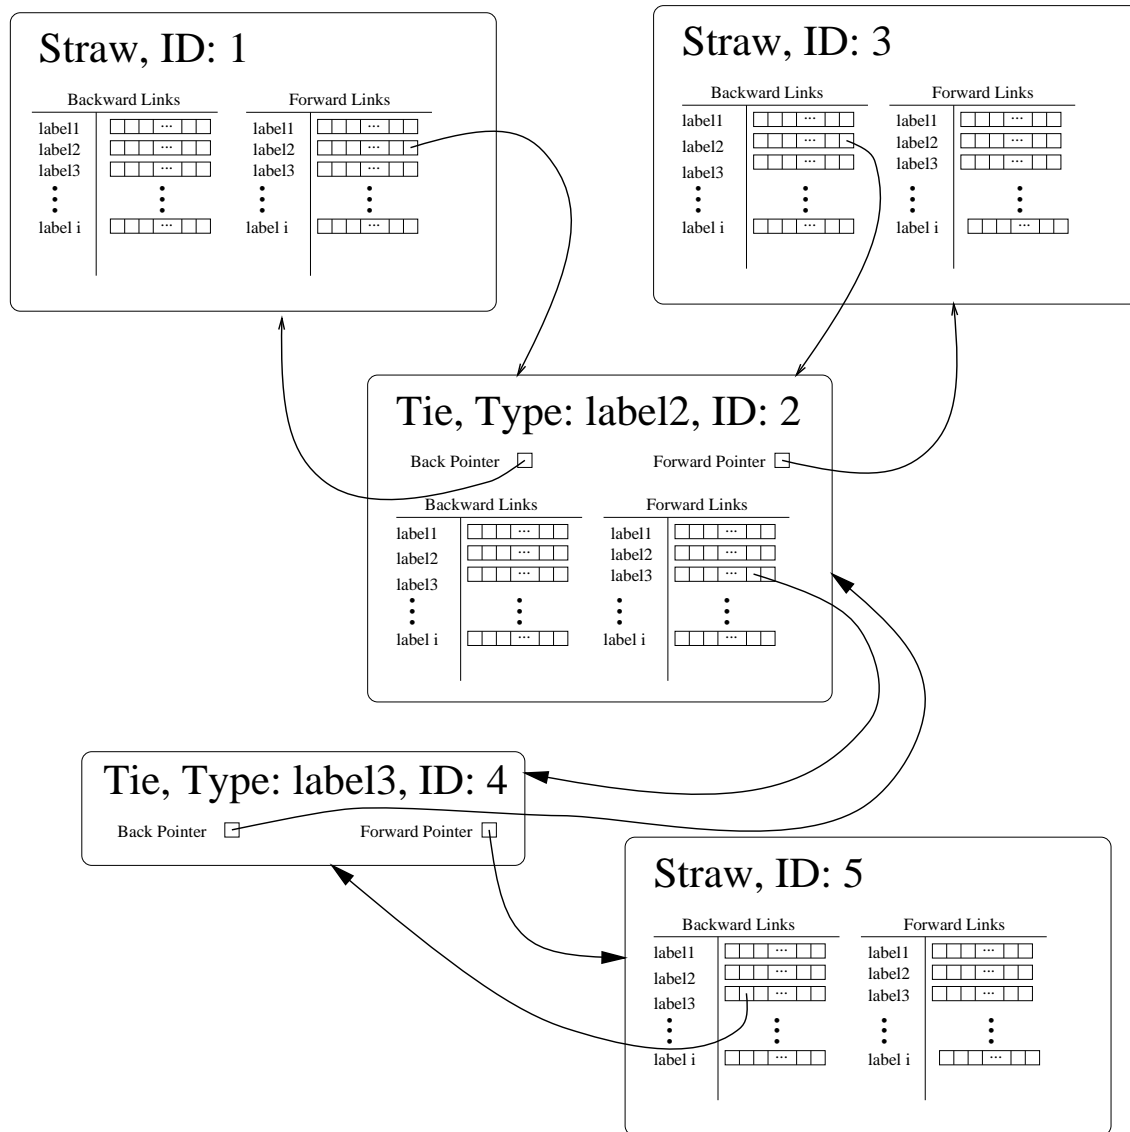 Straw, ID: 1
Backward Links Forward Links
label1 ... label1 ...
label2 ... label2 ...
label3 ... label3 ...
label i ... label i ...
Straw, ID: 3
Backward Links Forward Links
label1 ... label1 ...
label2 ... label2 ...
label3 ... label3 ...
label i ... label i ...
Tie, Type: label2, ID: 2
Back Pointer Forward Pointer
Backward Links Forward Links
label1 ... label1 ...
label2 ... label2 ...
label3 ... label3 ...
label i ... label i ...
Tie, Type: label3, ID: 4
Back Pointer Forward Pointer
Straw, ID: 5
Backward Links Forward Links
label1 ... label1 ...
label2 ... label2 ...
label3 ... label3 ...
label i ... label i ...